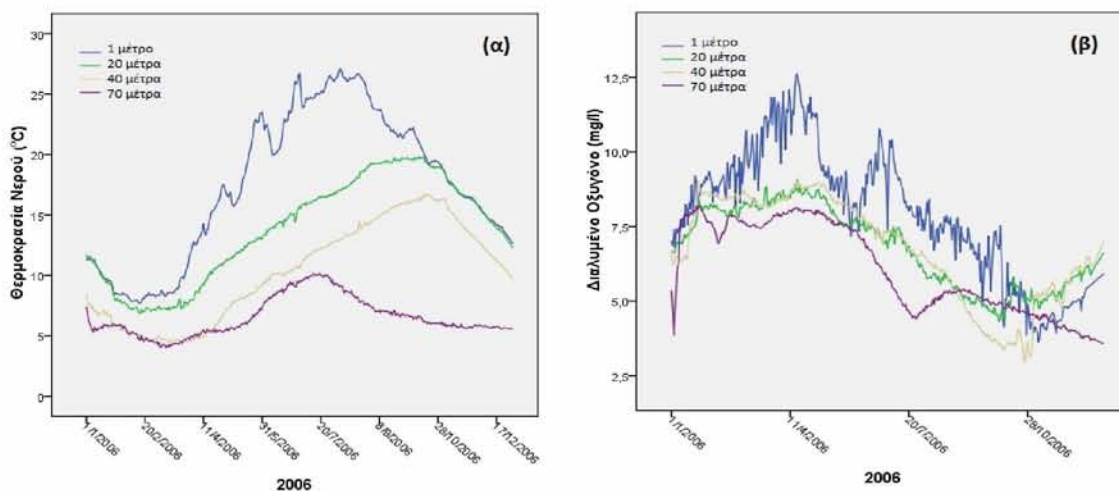 (α)
1 μέτρο
20 μέτρα
40 μέτρα
70 μέτρα
Θερμοκρασία Νερού (°C)
30
25
20
15
10
5
0
1/1/2006
20/2/2006
11/4/2006
31/5/2006
20/7/2006
8/8/2006
28/10/2006
17/12/2006
2006
(β)
1 μέτρο
20 μέτρα
40 μέτρα
70 μέτρα
Διαλυμένο Οξυγόνο (mg/l)
12,5
10,0
7,5
5,0
2,5
1/1/2006
11/4/2006
20/7/2006
28/10/2006
2006